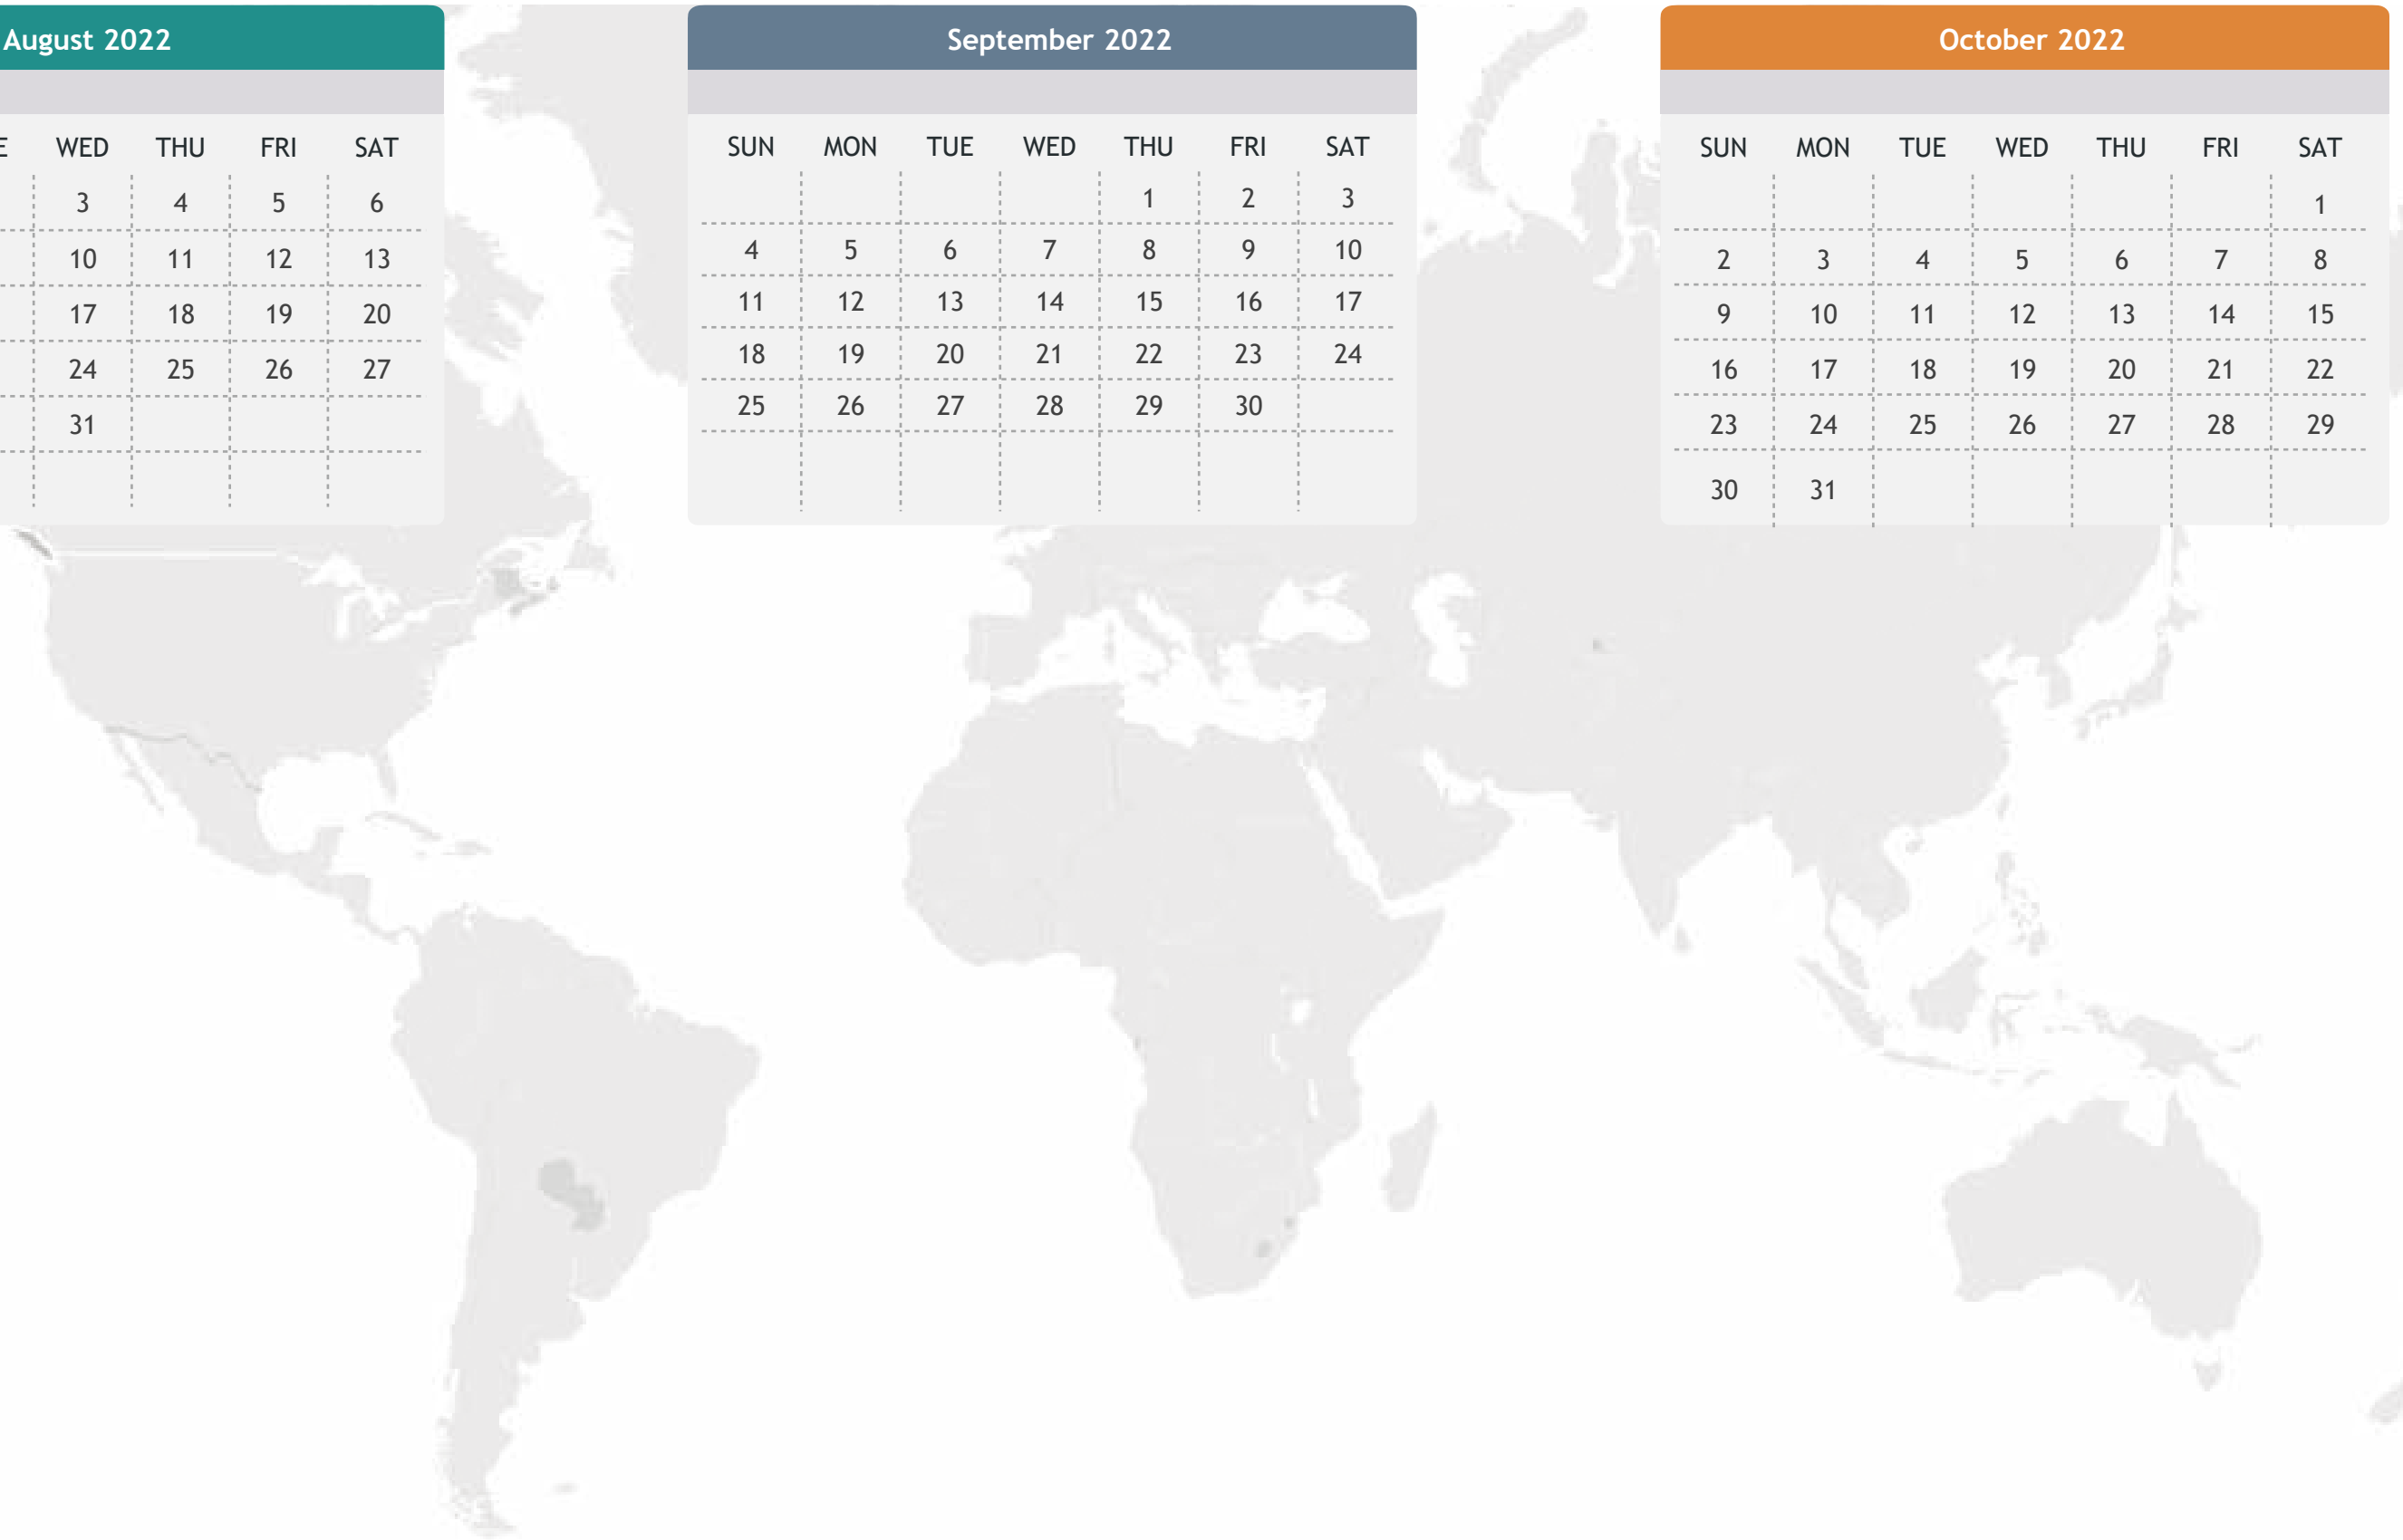 August 2022
WED THU FRI SAT
3 4 5 6
10 11 12 13
17 18 19 20
24 25 26 27
31
September 2022
SUN MON TUE WED THU FRI SAT
1 2 3
4 5 6 7 8 9 10
11 12 13 14 15 16 17
18 19 20 21 22 23 24
25 26 27 28 29 30
October 2022
SUN MON TUE WED THU FRI SAT
1
2 3 4 5 6 7 8
9 10 11 12 13 14 15
16 17 18 19 20 21 22
23 24 25 26 27 28 29
30 31